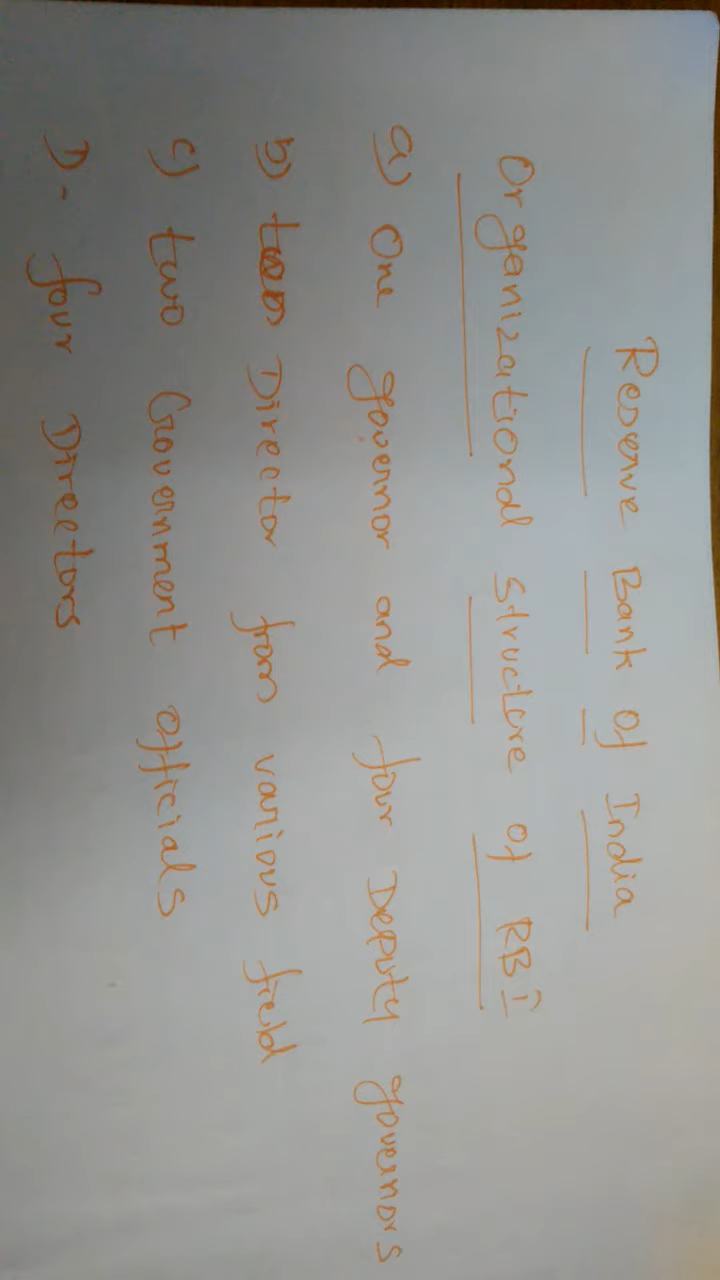 Reserve Bank of India
Organizational Structure of RBI
a) One governor and four Deputy governors
b) Director from various field
c) two Government officials
D- four Directors